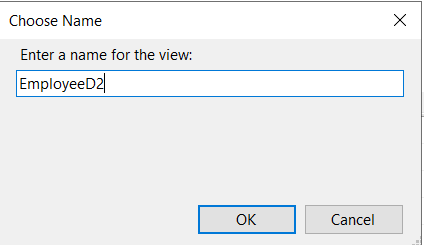 Choose Name
Enter a name for the view:
EmployeeD2
OK
Cancel